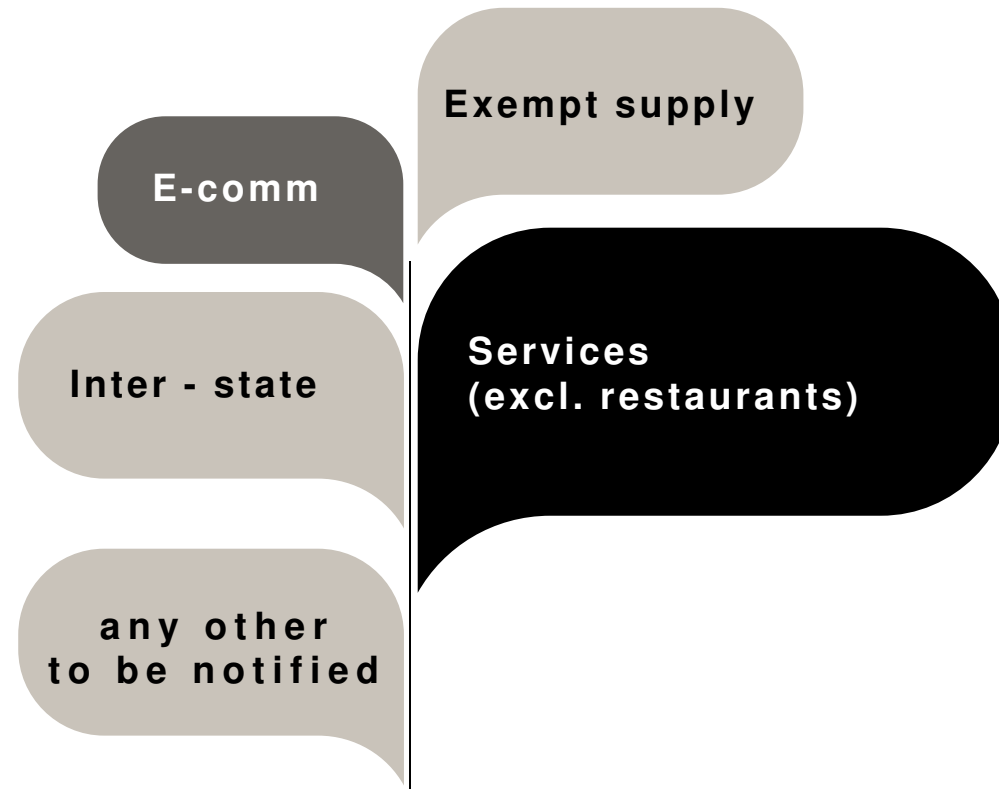 Exempt supply
E-comm
Services
(excl. restaurants)
Inter - state
any other
to be notified